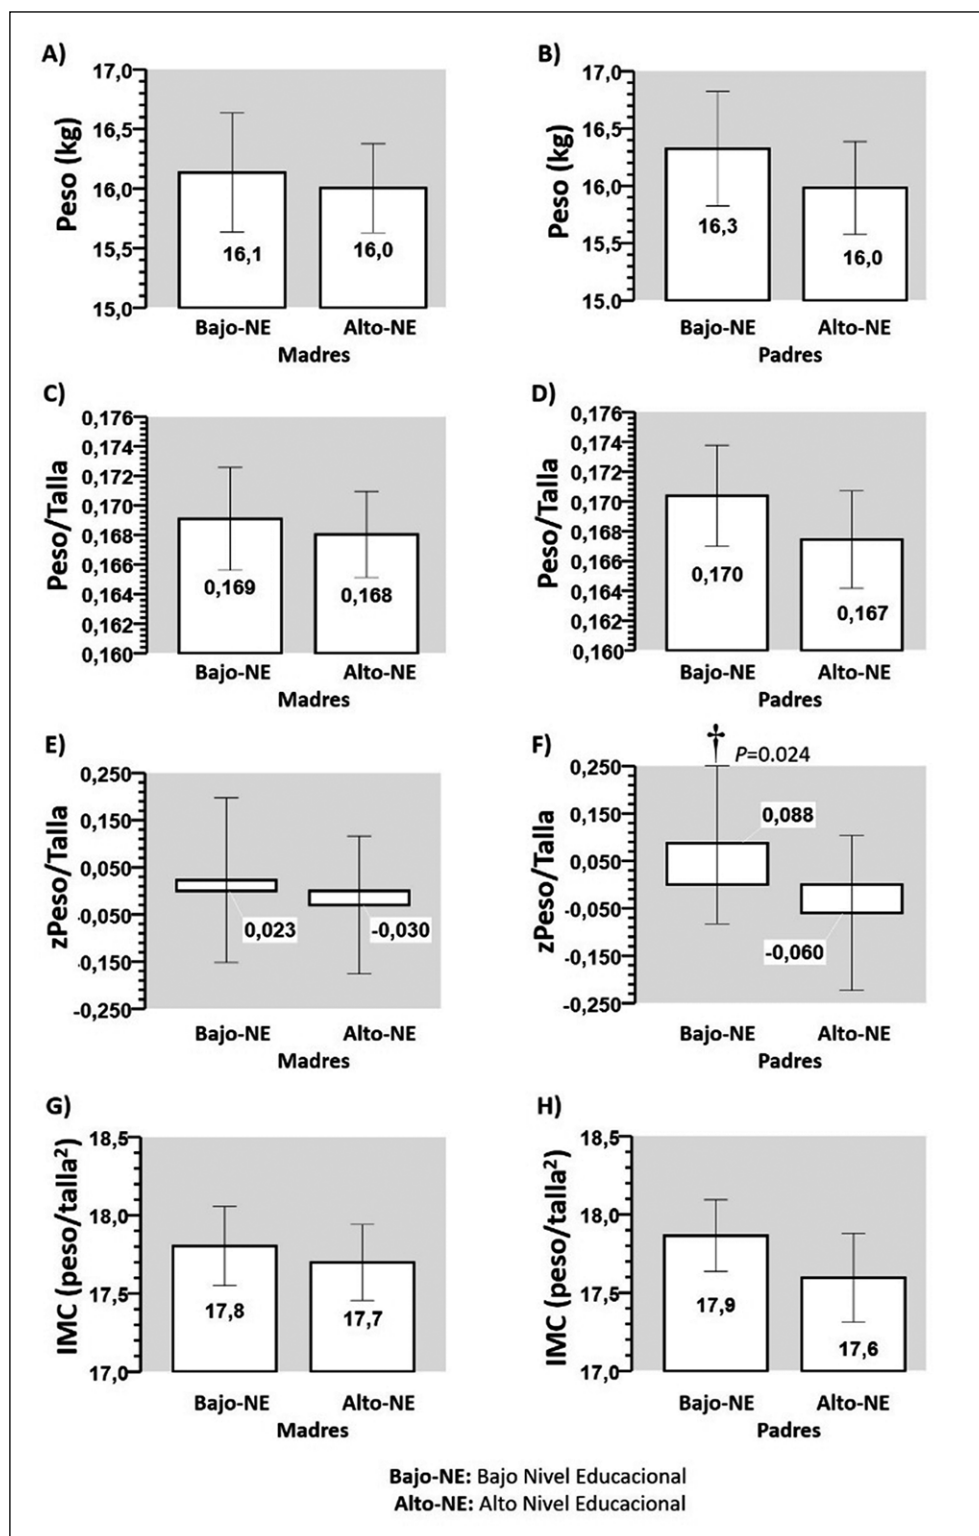 A)
Peso (kg)
17,0
16,5
16,0
15,5
15,0
16,1
16,0
Bajo-NE Alto-NE
Madres
B)
Peso (kg)
17,0
16,5
16,0
15,5
15.0
16,3
16,0
Bajo-NE Alto-NE
Padres
C)
Peso/Talla
0,176
0,174
0,172
0,170
0,168
0,166
0,164
0,162
0,160
0,169
0,168
Bajo-NE Alto-NE
Madres
D)
Peso/Talla
0,176
0,174
0,172
0,170
0,168
0,166
0,164
0,162
0,160
0,170
0,167
Bajo-NE Alto-NE
Padres
E)
zPeso/Talla
0,250
0,150
0,050
-0,050
-0,150
-0,250
0,023
-0,030
Bajo-NE Alto-NE
Madres
F)
† P=0.024
zPeso/Talla
0,250
0,150
0,050
-0,050
-0,150
-0,250
0,088
-0,060
Bajo-NE Alto-NE
Padres
G)
IMC (peso/talla²)
18,5
18,0
17,5
17,0
17,8
17,7
Bajo-NE Alto-NE
Madres
H)
IMC (peso/talla²)
18,5
18,0
17,5
17,0
17,9
17,6
Bajo-NE Alto-NE
Padres
Bajo-NE: Bajo Nivel Educacional
Alto-NE: Alto Nivel Educacional